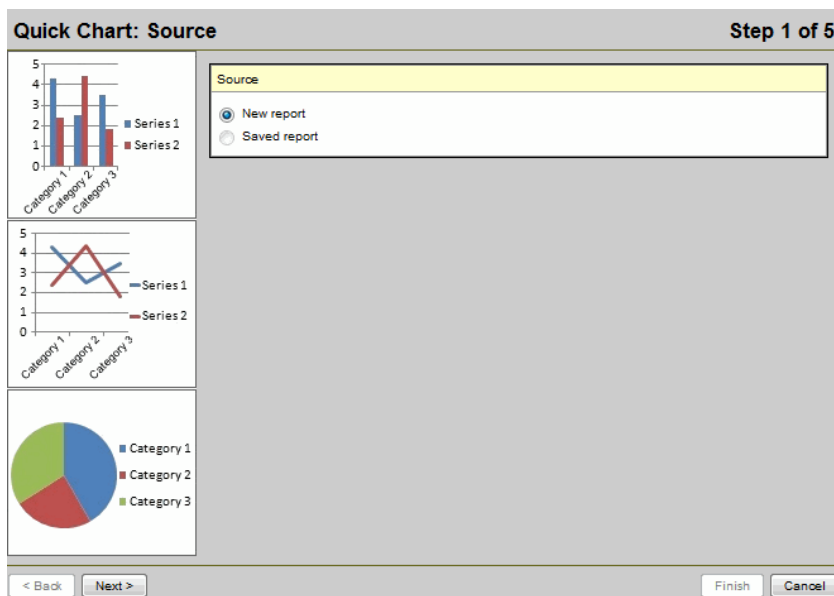 Quick Chart: Source
Step 1 of 5
5
4
3
2
1
0
Series 1
Series 2
Category 1
Category 2
Category 3
5
4
3
2
1
0
Series 1
Series 2
Category 1
Category 2
Category 3
Category 1
Category 2
Category 3
Source
New report
Saved report
< Back
Next >
Finish
Cancel